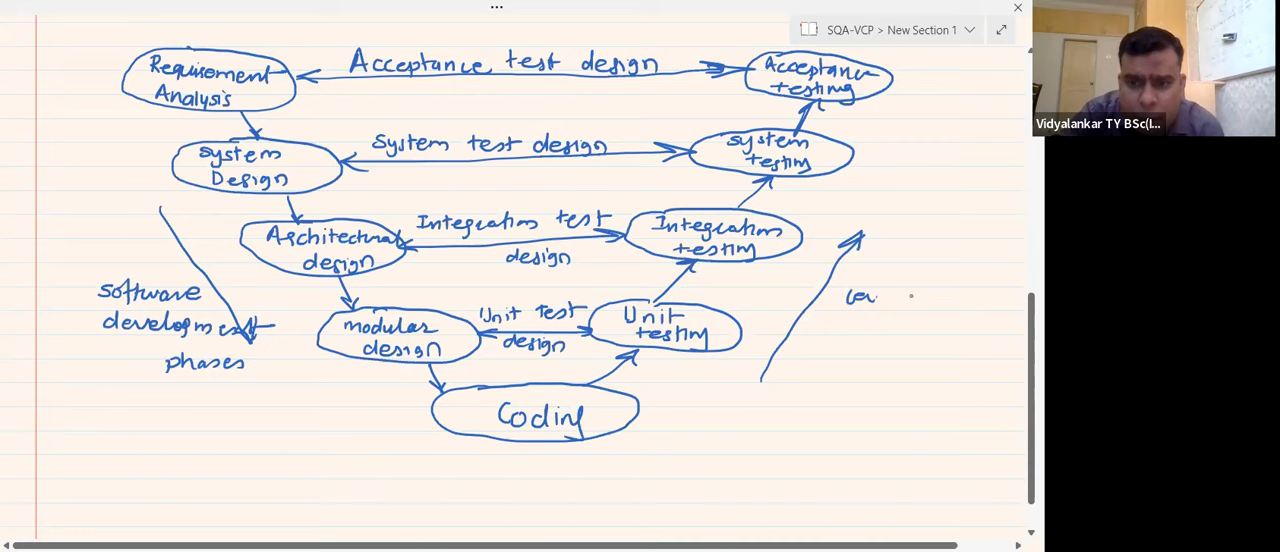 SQA-VCP > New Section 1
Requirement
Analysis
Acceptance test design
Acceptance
testing
Vidyalankar TY BSc(I...
System
Design
System test design
System
testing
Architectural
design
Integration test
design
Integration
testing
software
development
phases
modular
design
Unit test
design
Unit
testing
Coding